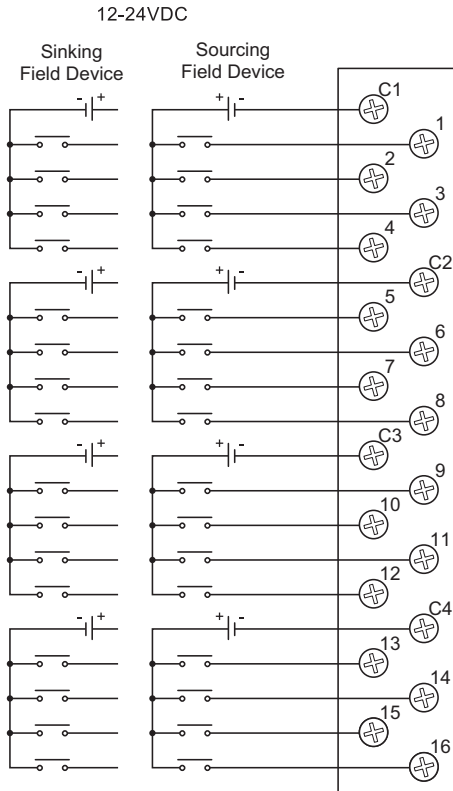 12-24VDC
Sinking
Field Device
Sourcing
Field Device
- +
+ -
C1
1
2
3
4
- +
+ -
C2
5
6
7
8
- +
+ -
C3
9
10
11
12
- +
+ -
C4
13
14
15
16